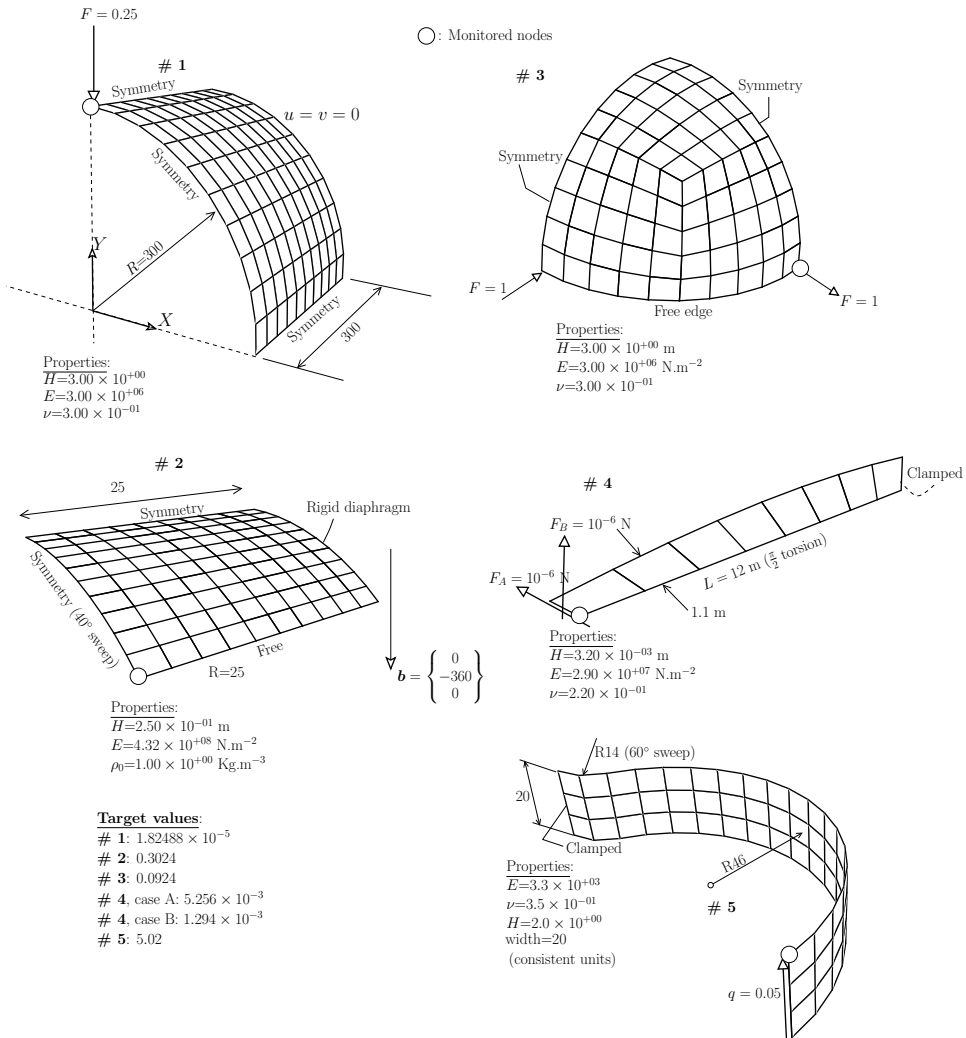 F = 0.25
: Monitored nodes
# 1
Symmetry
u = v = 0
Symmetry
R=300
Y
X
Symmetry
300
Properties:
H=3.00 × 10^{+00}
E=3.00 × 10^{+06}
ν=3.00 × 10^{−01}
# 3
Symmetry
Symmetry
F = 1
F = 1
Free edge
Properties:
H=3.00 × 10^{+00} m
E=3.00 × 10^{+06} N.m^{−2}
ν=3.00 × 10^{−01}
# 2
25
Symmetry
Rigid diaphragm
Symmetry (40° sweep)
Free
R=25
b = { 0
−360
0 }
Properties:
H=2.50 × 10^{−01} m
E=4.32 × 10^{+08} N.m^{−2}
ρ_0=1.00 × 10^{+00} Kg.m^{−3}
# 4
Clamped
F_B = 10^{−6} N
F_A = 10^{−6} N
L = 12 m (π/2 torsion)
1.1 m
Properties:
H=3.20 × 10^{−03} m
E=2.90 × 10^{+07} N.m^{−2}
ν=2.20 × 10^{−01}
Target values:
# 1: 1.82488 × 10^{−5}
# 2: 0.3024
# 3: 0.0924
# 4, case A: 5.256 × 10^{−3}
# 4, case B: 1.294 × 10^{−3}
# 5: 5.02
R14 (60° sweep)
20
Clamped
R46
# 5
Properties:
E=3.3 × 10^{+03}
ν=3.5 × 10^{−01}
H=2.0 × 10^{+00}
width=20
(consistent units)
q = 0.05